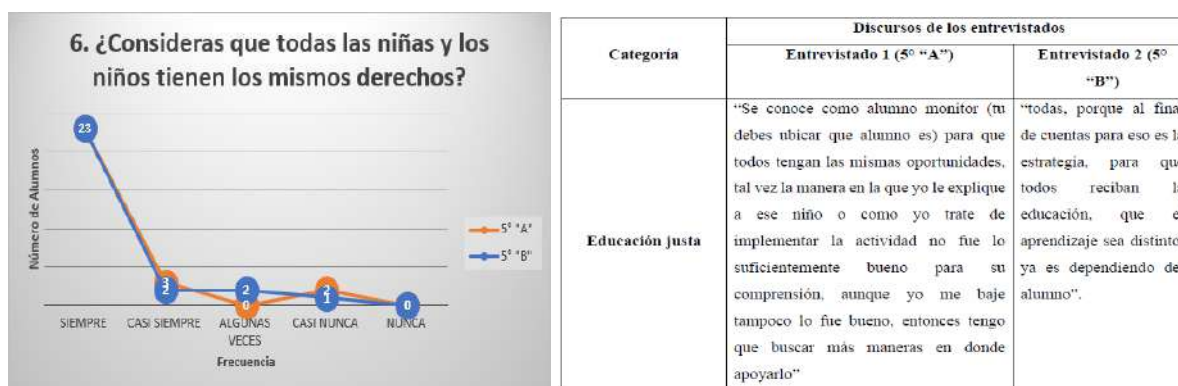 6. ¿Consideras que todas las niñas y los
niños tienen los mismos derechos?
Número de Alumnos
23
3
2
2
0
2
1
0
SIEMPRE
CASI SIEMPRE
ALGUNAS
VECES
CASI NUNCA
NUNCA
Frecuencia
5° "A"
5° "B"
Categoría
Discursos de los entrevistados
Entrevistado 1 (5° “A”)
Entrevistado 2 (5°
“B”)
Educación justa
“Se conoce como alumno monitor (tu
debes ubicar que alumno es) para que
todos tengan las mismas oportunidades,
tal vez la manera en la que yo le explique
a ese niño o como yo trate de
implementar la actividad no fue lo
suficientemente bueno para su
comprensión, aunque yo me baje
tampoco lo fue bueno, entonces tengo
que buscar más maneras en donde
apoyarlo”
“todas, porque al
de cuentas para eso es
estrategia, para
todos reciban
educación, que
aprendizaje sea distinto
ya es dependiendo
alumno”.